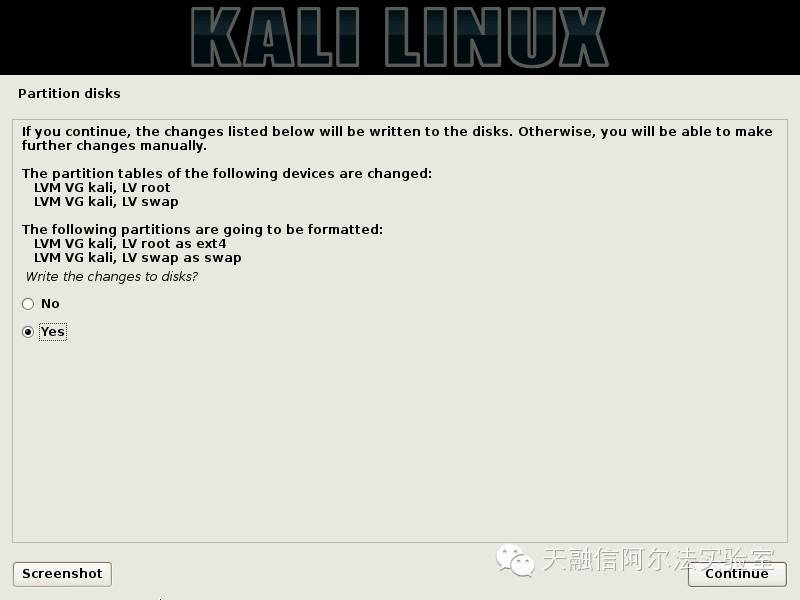 KALI LINUX
Partition disks
If you continue, the changes listed below will be written to the disks. Otherwise, you will be able to make
further changes manually.
The partition tables of the following devices are changed:
LVM VG kali, LV root
LVM VG kali, LV swap
The following partitions are going to be formatted:
LVM VG kali, LV root as ext4
LVM VG kali, LV swap as swap
Write the changes to disks?
No
Yes
天融信阿尔法实验室
Screenshot
Continue